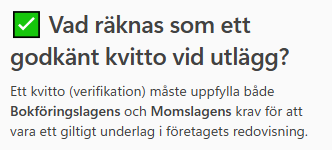 ✅ Vad räknas som ett
godkänt kvitto vid utlägg?
Ett kvitto (verifikation) måste uppfylla både
Bokföringslagens och Momslagens krav för att
vara ett giltigt underlag i företagets redovisning.